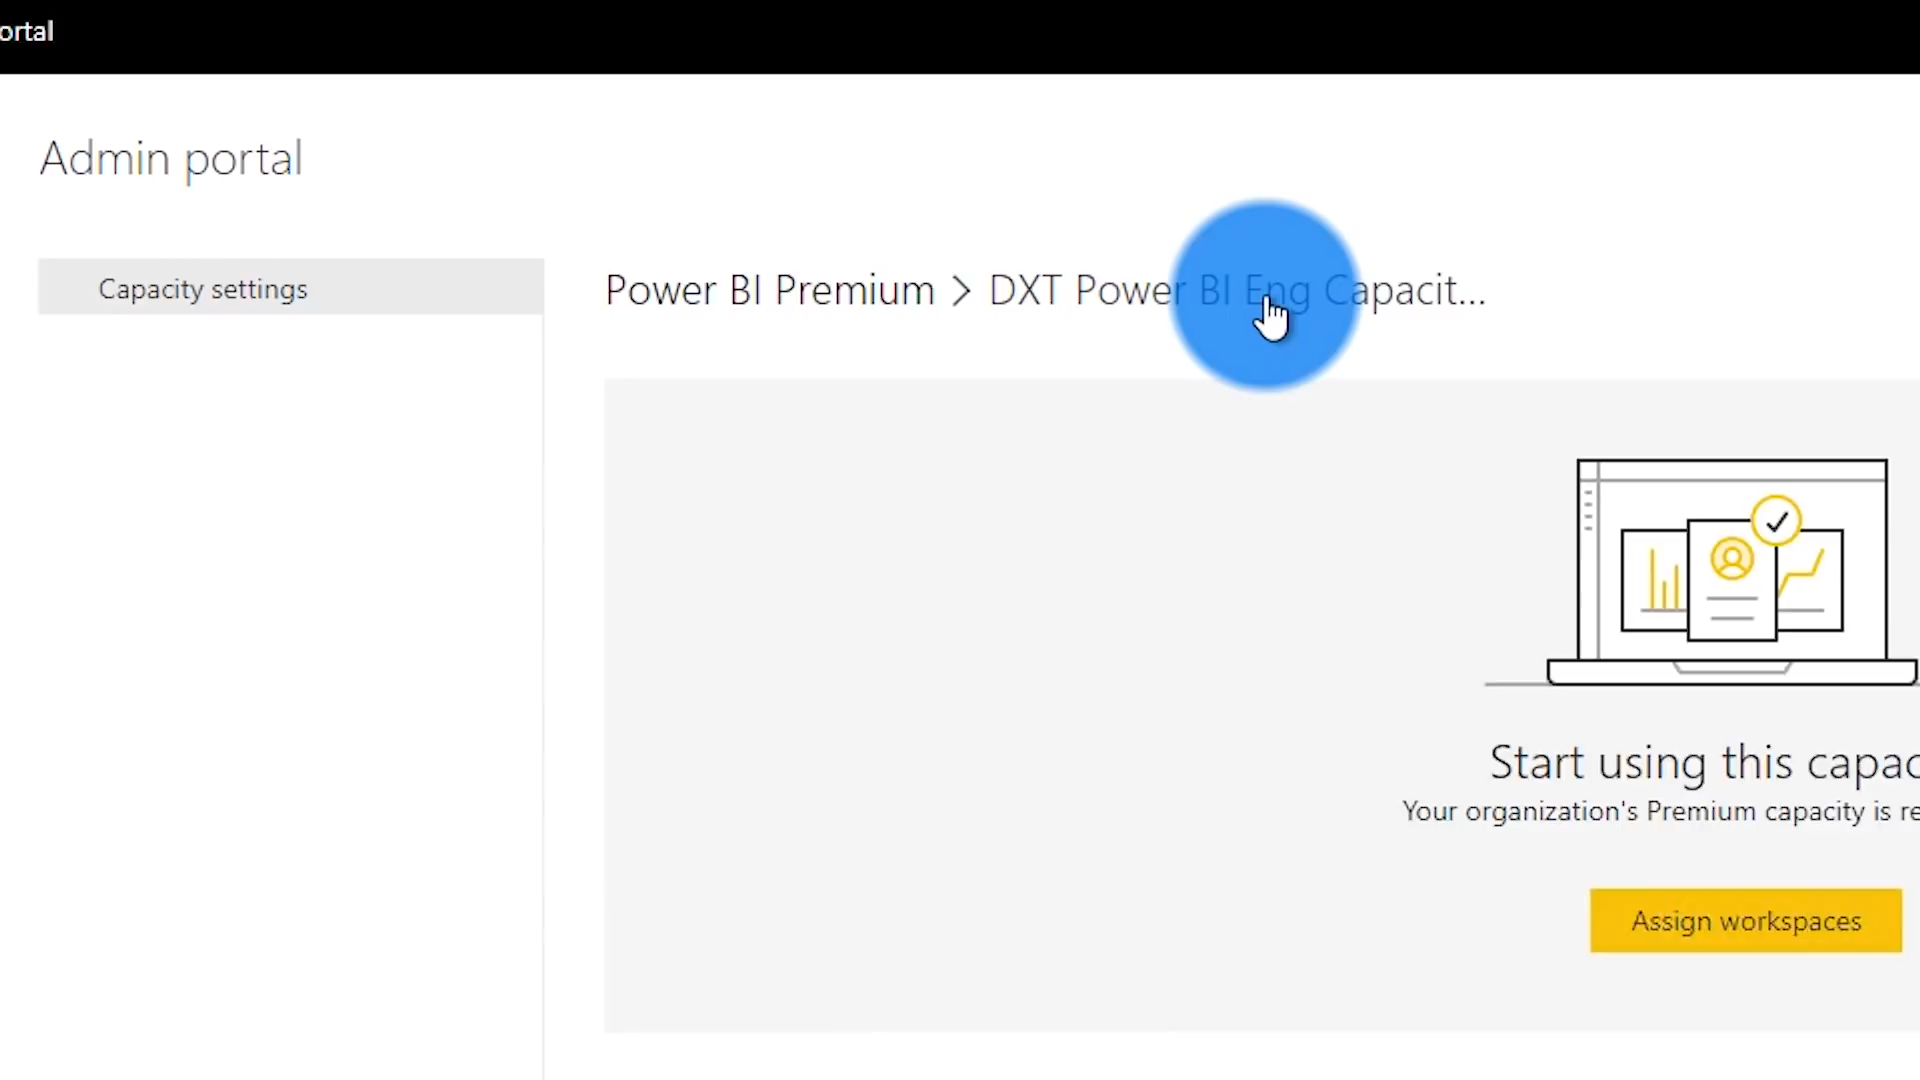 ortal
Admin portal
Capacity settings
Power BI Premium > DXT Power BI Eng Capacit...
Start using this capac
Your organization's Premium capacity is re
Assign workspaces